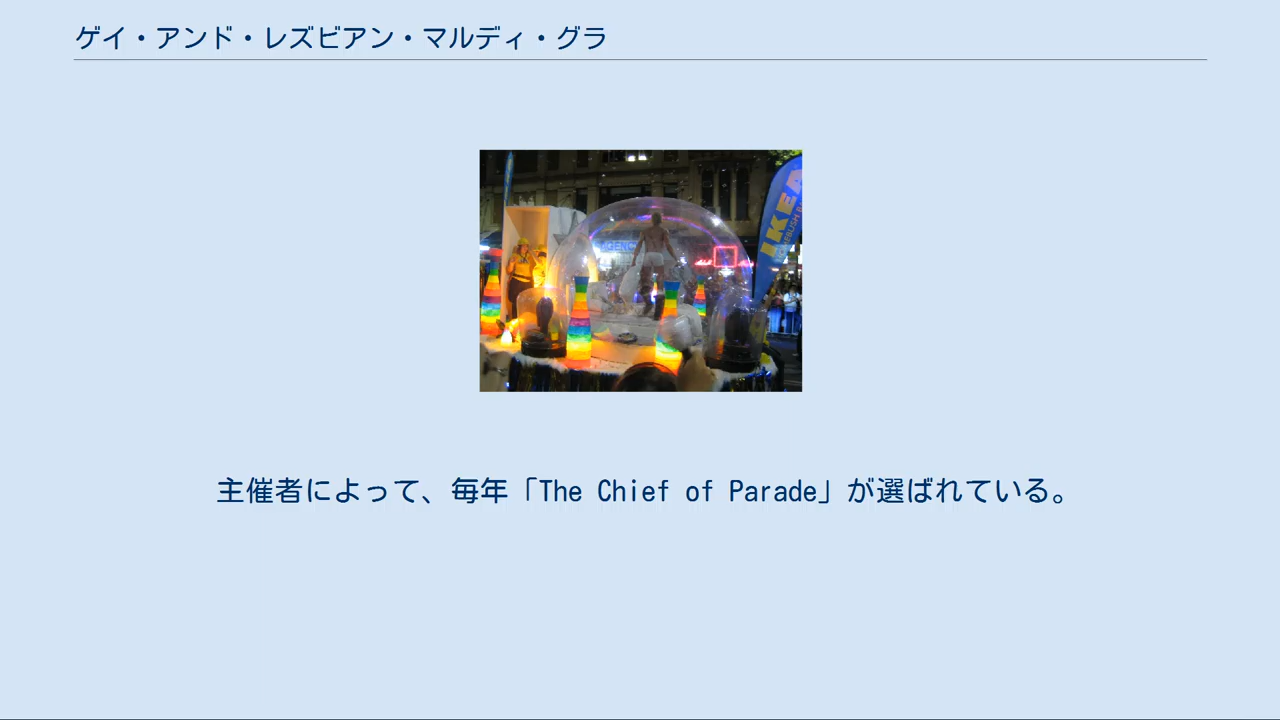 ゲイ・アンド・レズビアン・マルディ・グラ
IKEA
主催者によって、毎年「The Chief of Parade」が選ばれている。